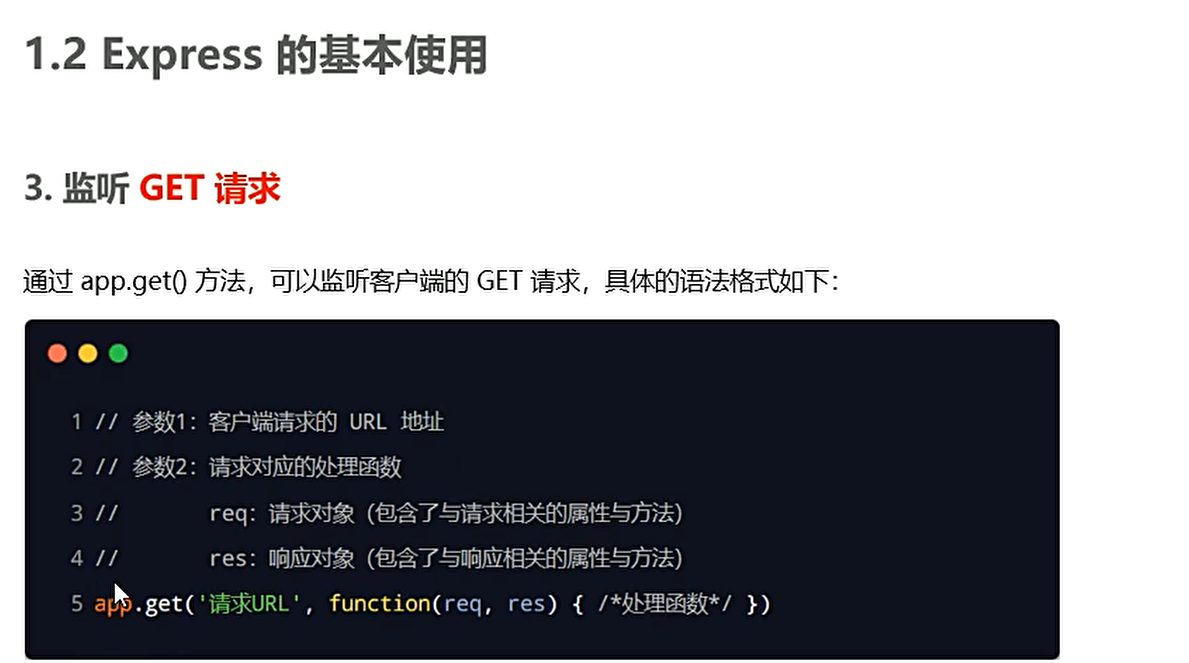 1.2 Express 的基本使用
3. 监听 GET 请求
通过 app.get() 方法，可以监听客户端的 GET 请求，具体的语法格式如下：
1 // 参数1：客户端请求的 URL 地址
2 // 参数2：请求对应的处理函数
3 //       req：请求对象（包含了与请求相关的属性与方法）
4 //       res：响应对象（包含了与响应相关的属性与方法）
5 app.get('请求URL', function(req, res) { /*处理函数*/ })